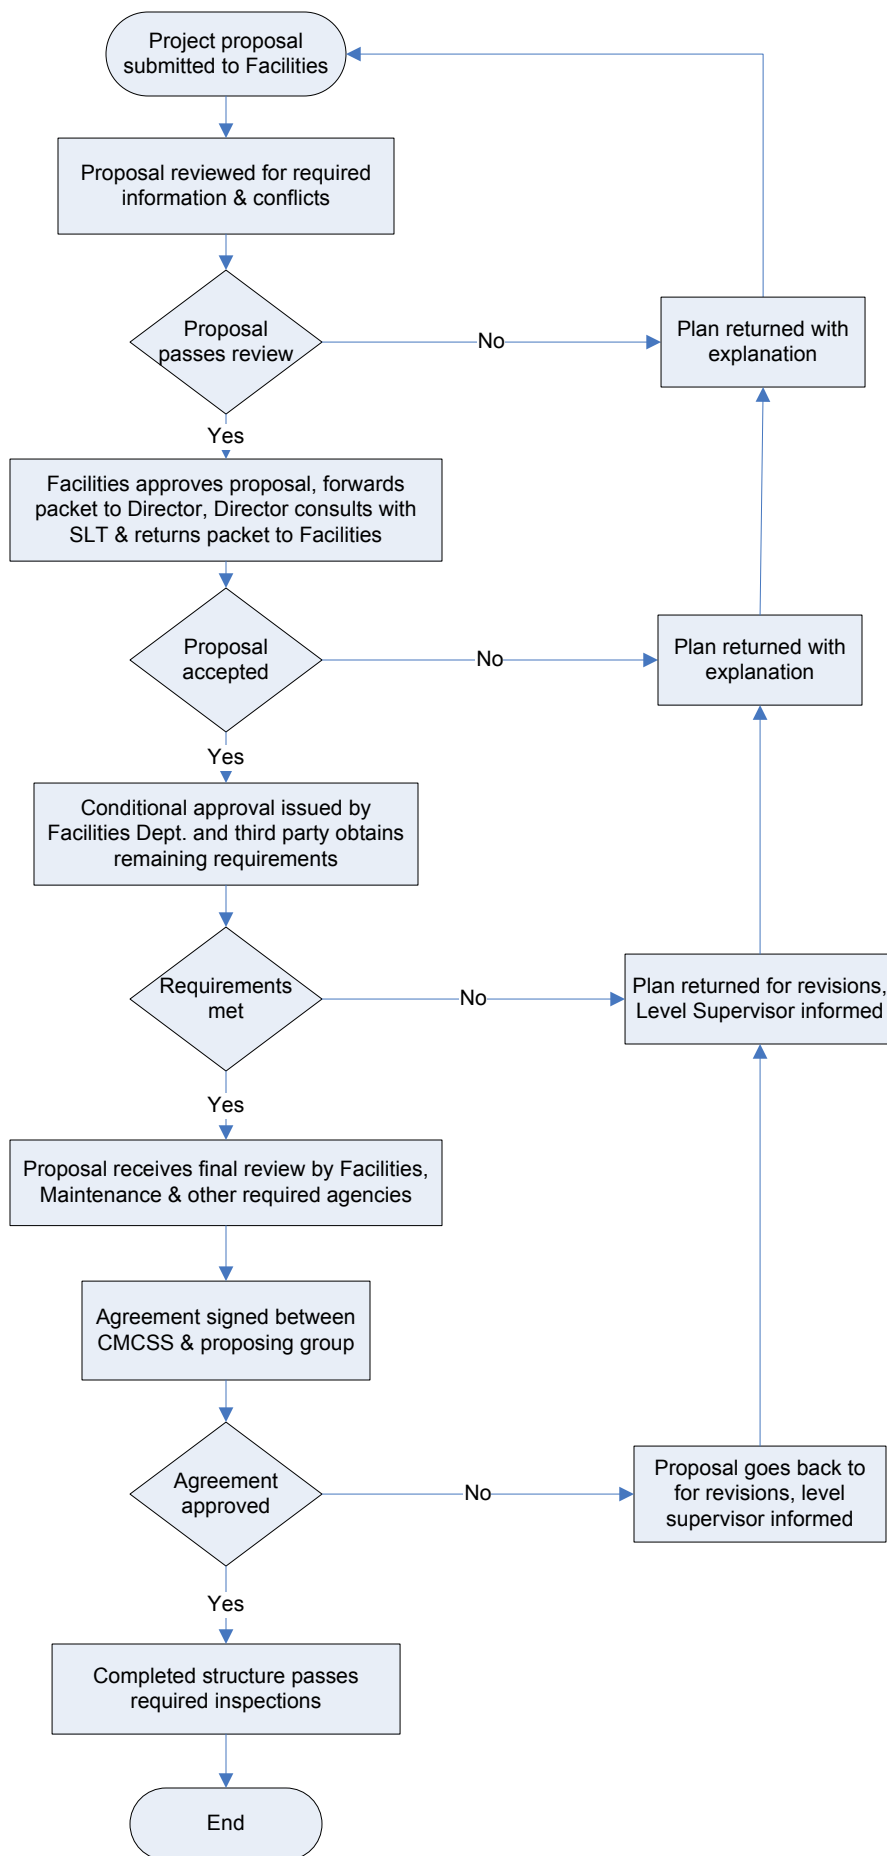 Project proposal
submitted to Facilities
Proposal reviewed for required
information & conflicts
Proposal
passes review
No
Plan returned with
explanation
Yes
Facilities approves proposal, forwards
packet to Director, Director consults with
SLT & returns packet to Facilities
Proposal
accepted
No
Plan returned with
explanation
Yes
Conditional approval issued by
Facilities Dept. and third party obtains
remaining requirements
Requirements
met
No
Plan returned for revisions,
Level Supervisor informed
Yes
Proposal receives final review by Facilities,
Maintenance & other required agencies
Agreement signed between
CMCSS & proposing group
Agreement
approved
No
Proposal goes back to
for revisions, level
supervisor informed
Yes
Completed structure passes
required inspections
End